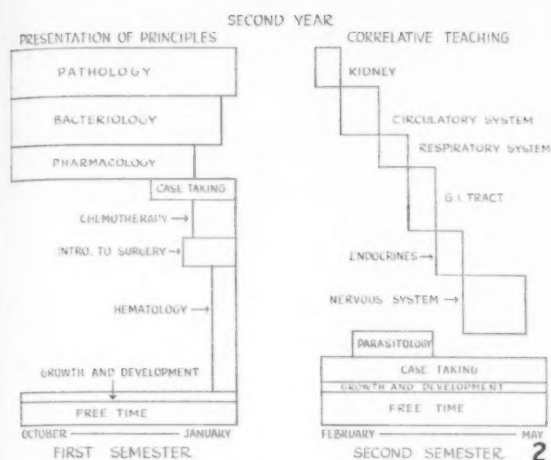 SECOND YEAR
PRESENTATION OF PRINCIPLES
PATHOLOGY
BACTERIOLOGY
PHARMACOLOGY
CASE TAKING
CHEMOTHERAPY
INTRO. TO SURGERY
HEMATOLOGY
GROWTH AND DEVELOPMENT
FREE TIME
OCTOBER
JANUARY
FIRST SEMESTER
CORRELATIVE TEACHING
KIDNEY
CIRCULATORY SYSTEM
RESPIRATORY SYSTEM
G.I. TRACT
ENDOCRINES
NERVOUS SYSTEM
PARASITOLOGY
CASE TAKING
GROWTH AND DEVELOPMENT
FREE TIME
FEBRUARY
MAY
SECOND SEMESTER
2